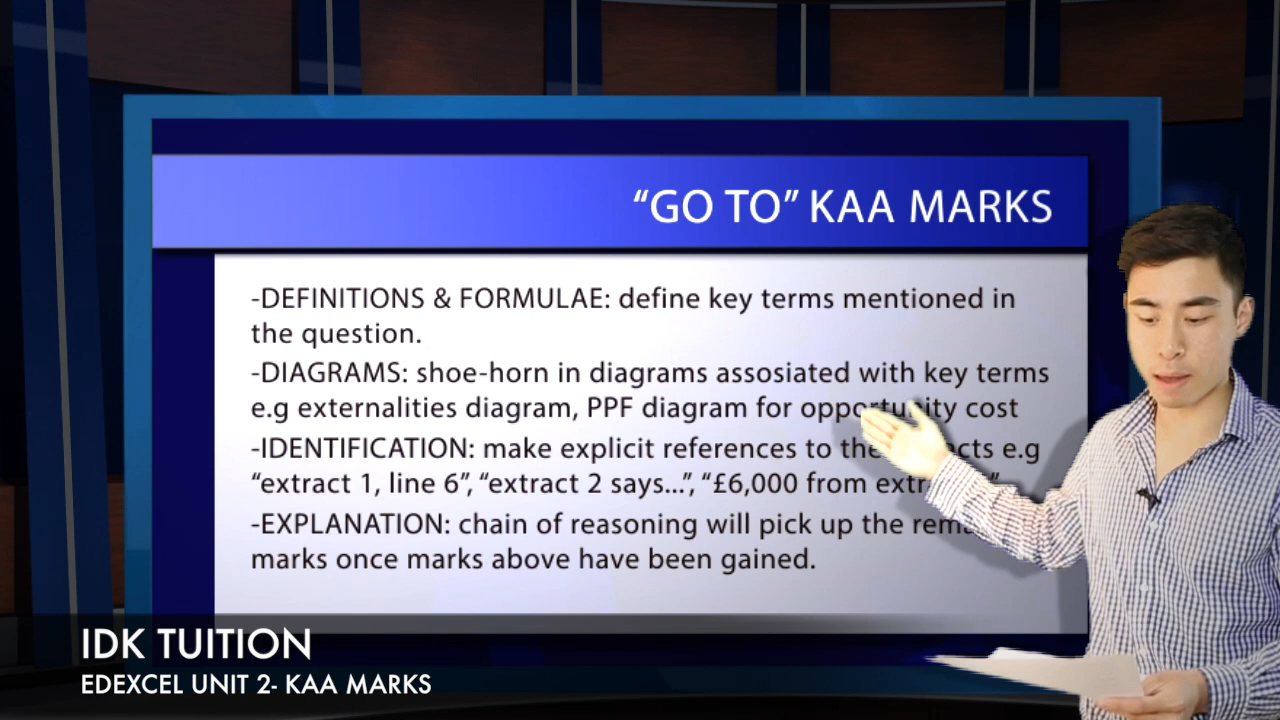 “GO TO” KAA MARKS
-DEFINITIONS & FORMULAE: define key terms mentioned in
the question.
-DIAGRAMS: shoe-horn in diagrams assosiated with key terms
e.g externalities diagram, PPF diagram for opportunity cost
-IDENTIFICATION: make explicit references to the e.g
“extract 1, line 6”, “extract 2 says...”, “£6,000 from
-EXPLANATION: chain of reasoning will pick up the
marks once marks above have been gained.
IDK TUITION
EDEXCEL UNIT 2- KAA MARKS